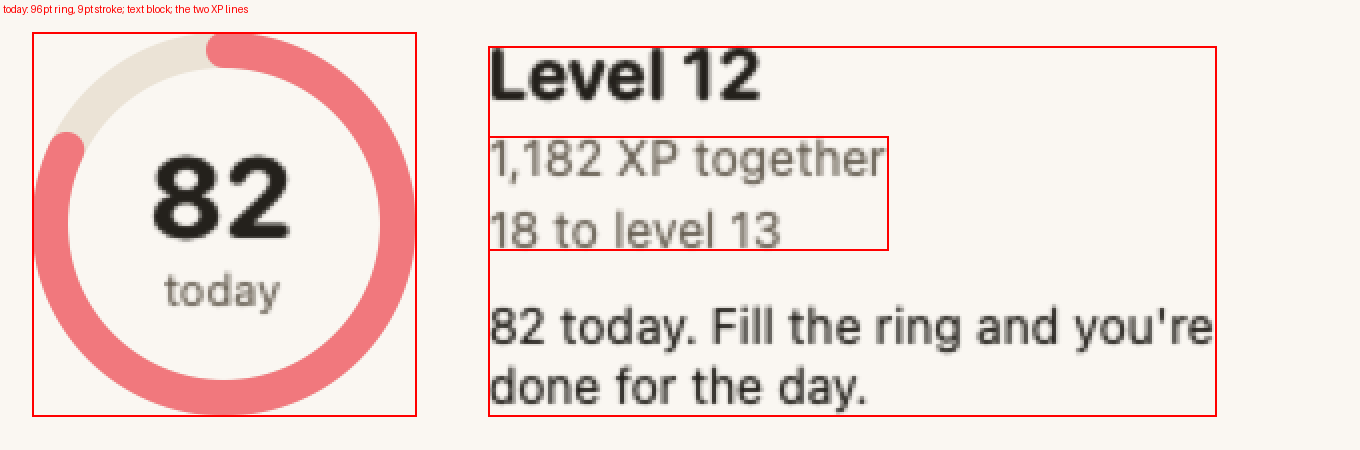 today: 96pt ring, 9pt stroke; text block; the two XP lines
82
today
Level 12
1,182 XP together
18 to level 13
82 today. Fill the ring and you're
done for the day.